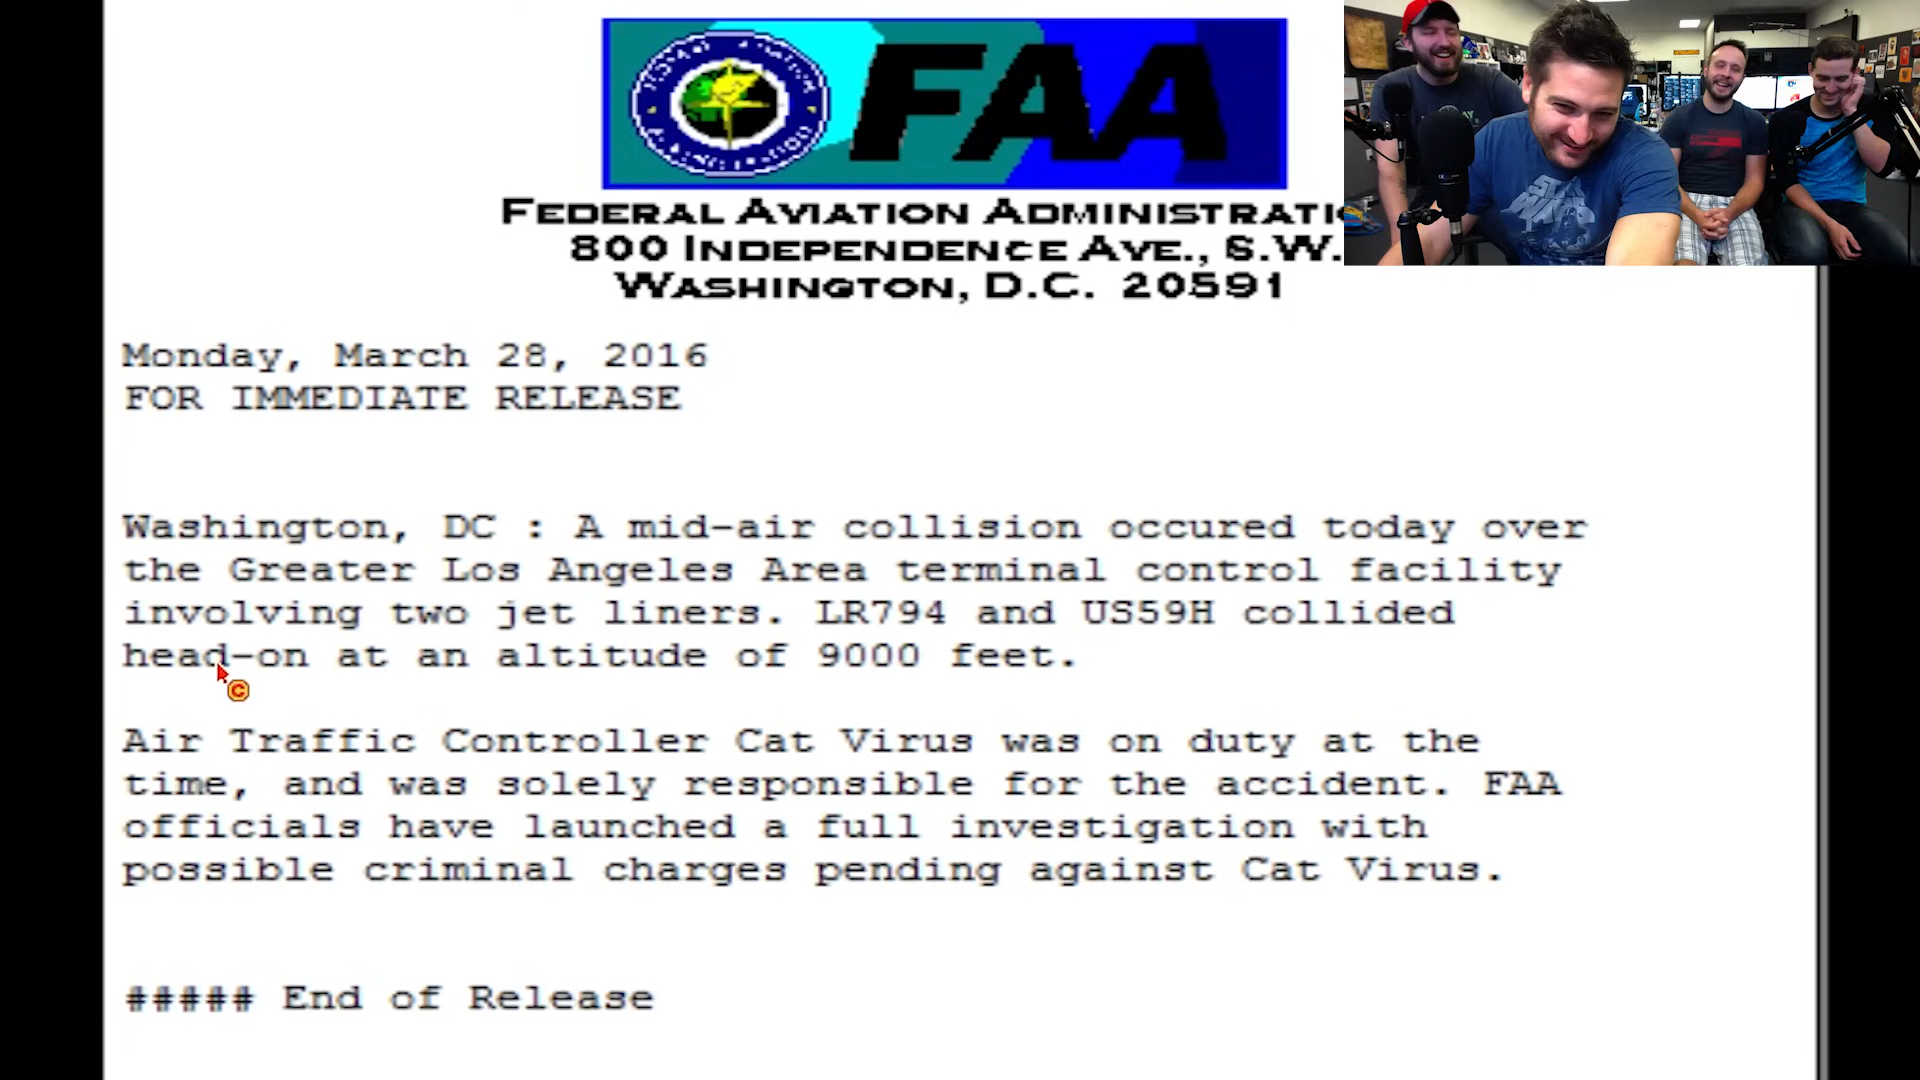 FAA
FEDERAL AVIATION ADMINISTRATI
800 INDEPENDENCE AVE., S.W.
WASHINGTON, D.C. 20591
Monday, March 28, 2016
FOR IMMEDIATE RELEASE
Washington, DC : A mid-air collision occured today over
the Greater Los Angeles Area terminal control facility
involving two jet liners. LR794 and US59H collided
head-on at an altitude of 9000 feet.
Air Traffic Controller Cat Virus was on duty at the
time, and was solely responsible for the accident. FAA
officials have launched a full investigation with
possible criminal charges pending against Cat Virus.
##### End of Release